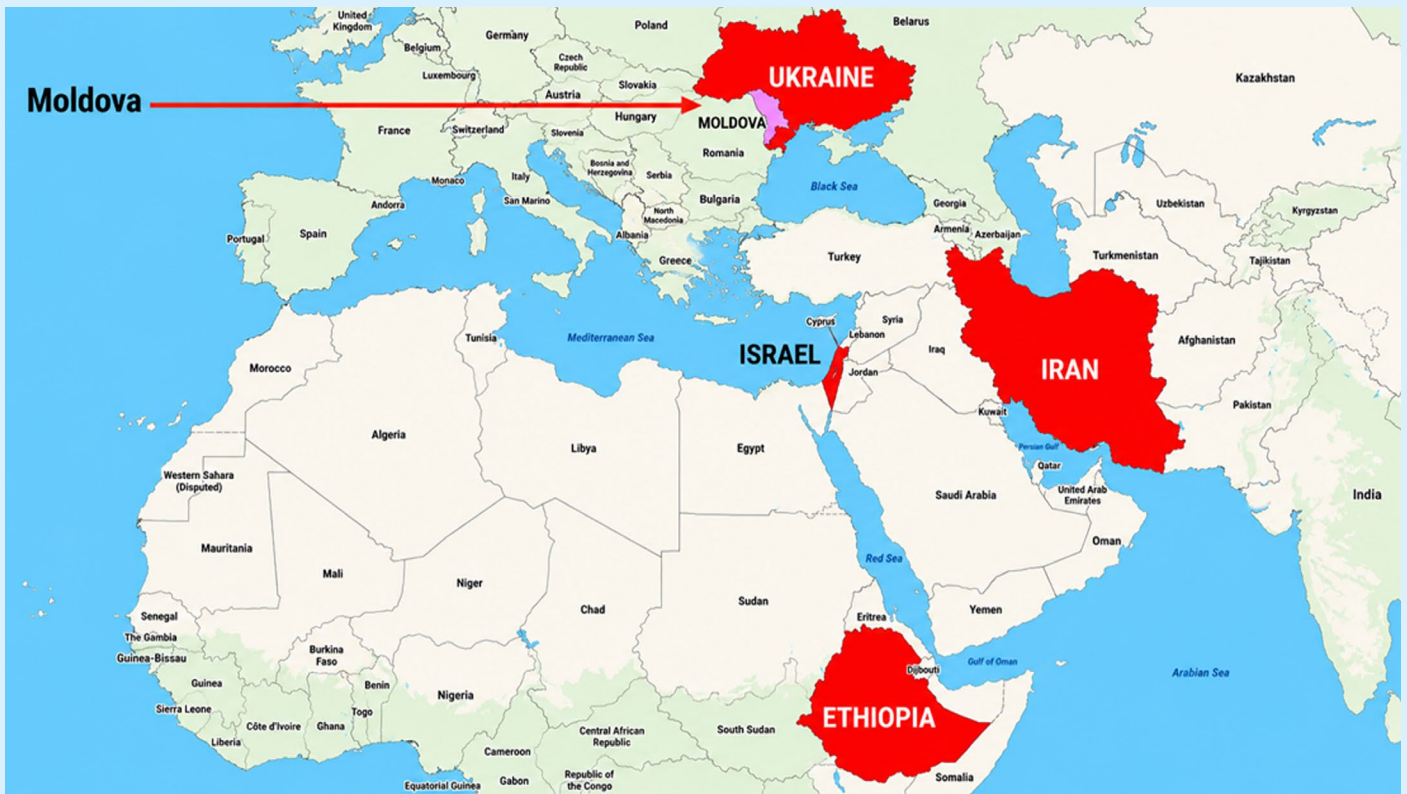 United
Kingdom
Belgium
Germany
Poland
Belarus
Luxembourg
Czech
Republic
Slovakia
UKRAINE
Kazakhstan
Moldova
Austria
Hungary
MOLDOVA
France
Switzerland
Slovenia
Romania
Bosnia and
Herzegovina
Serbia
Monaco
Italy
San Marino
Black Sea
Andorra
Bulgaria
North
Macedonia
Georgia
Uzbekistan
Kyrgyzstan
Portugal
Spain
Albania
Armenia
Azerbaijan
Greece
Turkey
Turkmenistan
Tajikistan
Tunisia
Mediterranean Sea
Cyprus
Syria
Lebanon
ISRAEL
Iraq
Afghanistan
Morocco
Jordan
IRAN
Kuwait
Pakistan
Algeria
Libya
Egypt
Persian Gulf
Qatar
Western Sahara
(Disputed)
Saudi Arabia
United Arab
Emirates
India
Mauritania
Oman
Mali
Niger
Chad
Sudan
Red Sea
Yemen
Senegal
Eritrea
The Gambia
Guinea-Bissau
Burkina
Faso
Djibouti
Gulf of Oman
Arabian Sea
Guinea
Benin
Nigeria
Sierra Leone
Côte d'Ivoire
Ghana
Togo
ETHIOPIA
Liberia
Central African
Republic
South Sudan
Cameroon
Equatorial Guinea
Gabon
Republic of
the Congo
Somalia